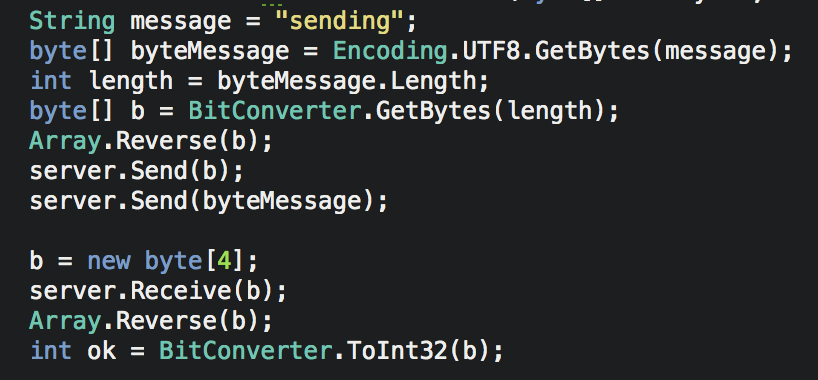 String message = "sending";
byte[] byteMessage = Encoding.UTF8.GetBytes(message);
int length = byteMessage.Length;
byte[] b = BitConverter.GetBytes(length);
Array.Reverse(b);
server.Send(b);
server.Send(byteMessage);
b = new byte[4];
server.Receive(b);
Array.Reverse(b);
int ok = BitConverter.ToInt32(b);